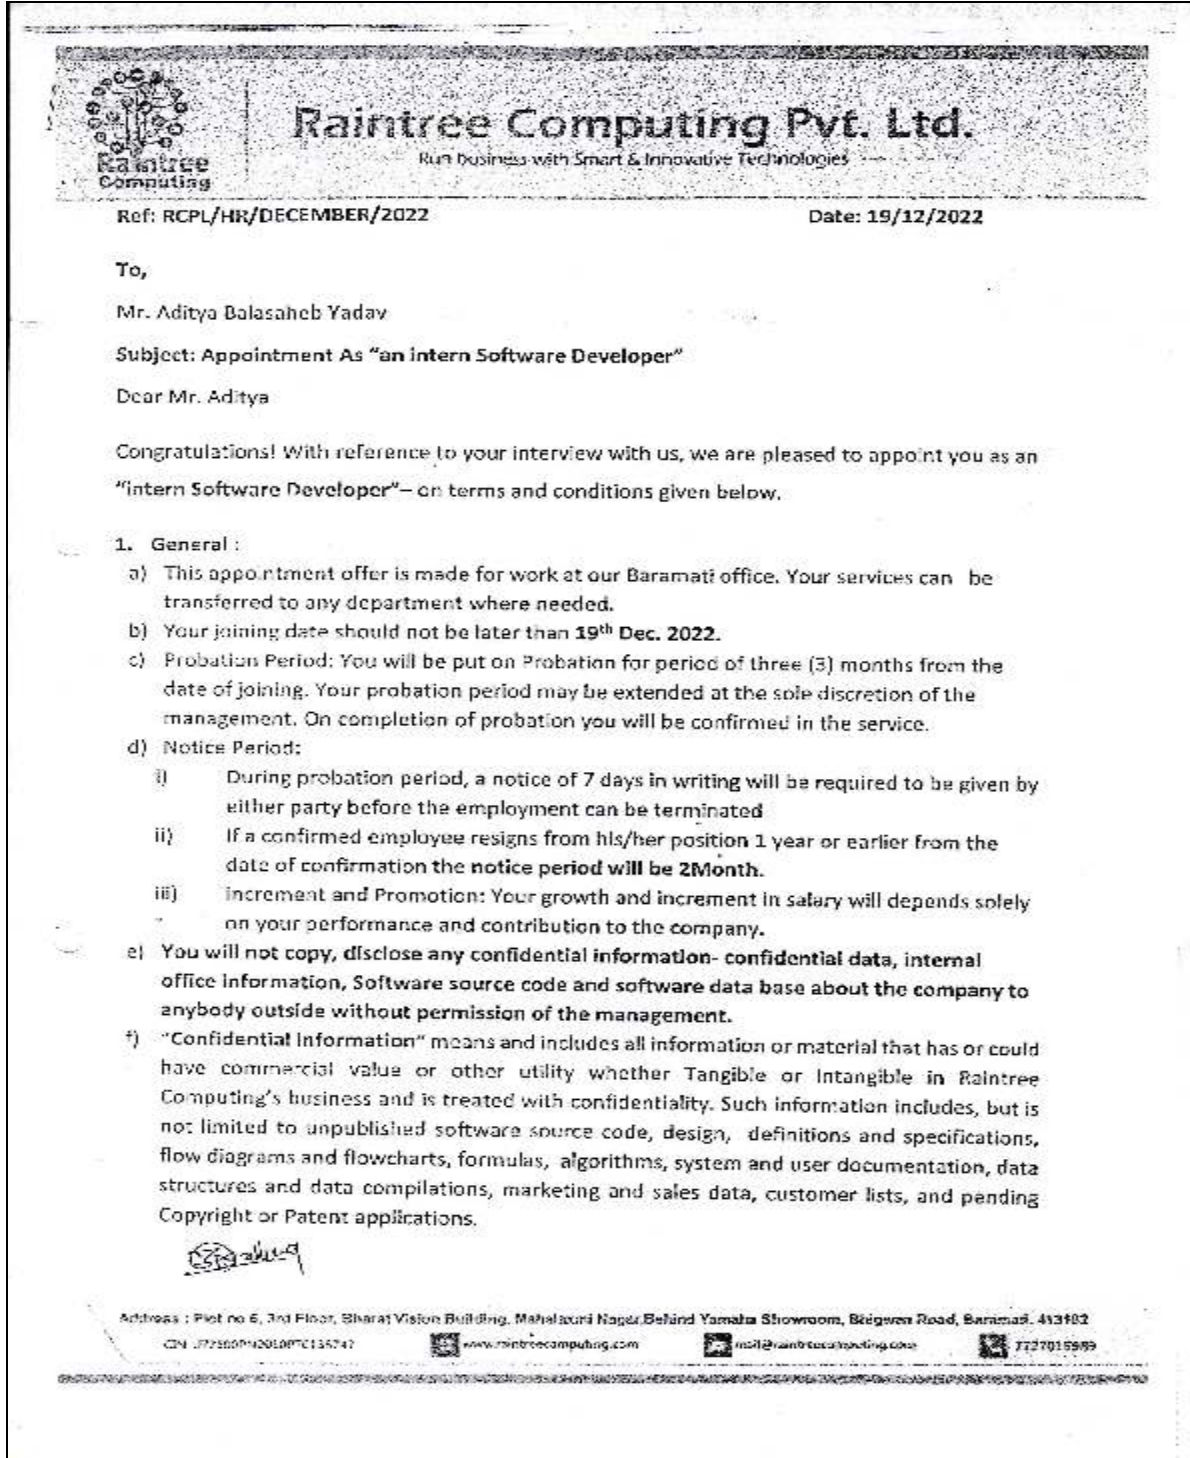 Raintree
Computing
Raintree Computing Pvt. Ltd.
Run business with Smart & Innovative Technologies
Ref: RCPL/HR/DECEMBER/2022 Date: 19/12/2022
To,
Mr. Aditya Balasaheb Yadav
Subject: Appointment As “an intern Software Developer”
Dear Mr. Aditya
Congratulations! With reference to your interview with us, we are pleased to appoint you as an
“intern Software Developer”– on terms and conditions given below.
1. General :
a) This appointment offer is made for work at our Baramati office. Your services can be
transferred to any department where needed.
b) Your joining date should not be later than 19th Dec. 2022.
c) Probation Period: You will be put on Probation for period of three (3) months from the
date of joining. Your probation period may be extended at the sole discretion of the
management. On completion of probation you will be confirmed in the service.
d) Notice Period:
i) During probation period, a notice of 7 days in writing will be required to be given by
either party before the employment can be terminated
ii) If a confirmed employee resigns from his/her position 1 year or earlier from the
date of confirmation the notice period will be 2Month.
iii) increment and Promotion: Your growth and increment in salary will depends solely
on your performance and contribution to the company.
e) You will not copy, disclose any confidential information- confidential data, internal
office information, Software source code and software data base about the company to
anybody outside without permission of the management.
f) “Confidential Information” means and includes all information or material that has or could
have commercial value or other utility whether Tangible or Intangible in Raintree
Computing’s business and is treated with confidentiality. Such information includes, but is
not limited to unpublished software source code, design, definitions and specifications,
flow diagrams and flowcharts, formulas, algorithms, system and user documentation, data
structures and data compilations, marketing and sales data, customer lists, and pending
Copyright or Patent applications.
Address : Plot no 6, 3rd Floor, Bharat Vision Building, Mahalaxmi Nagar, Behind Yamaha Showroom, Bhigwan Road, Baramati. 413102
www.raintreecomputing.com mail@raintreecomputing.com